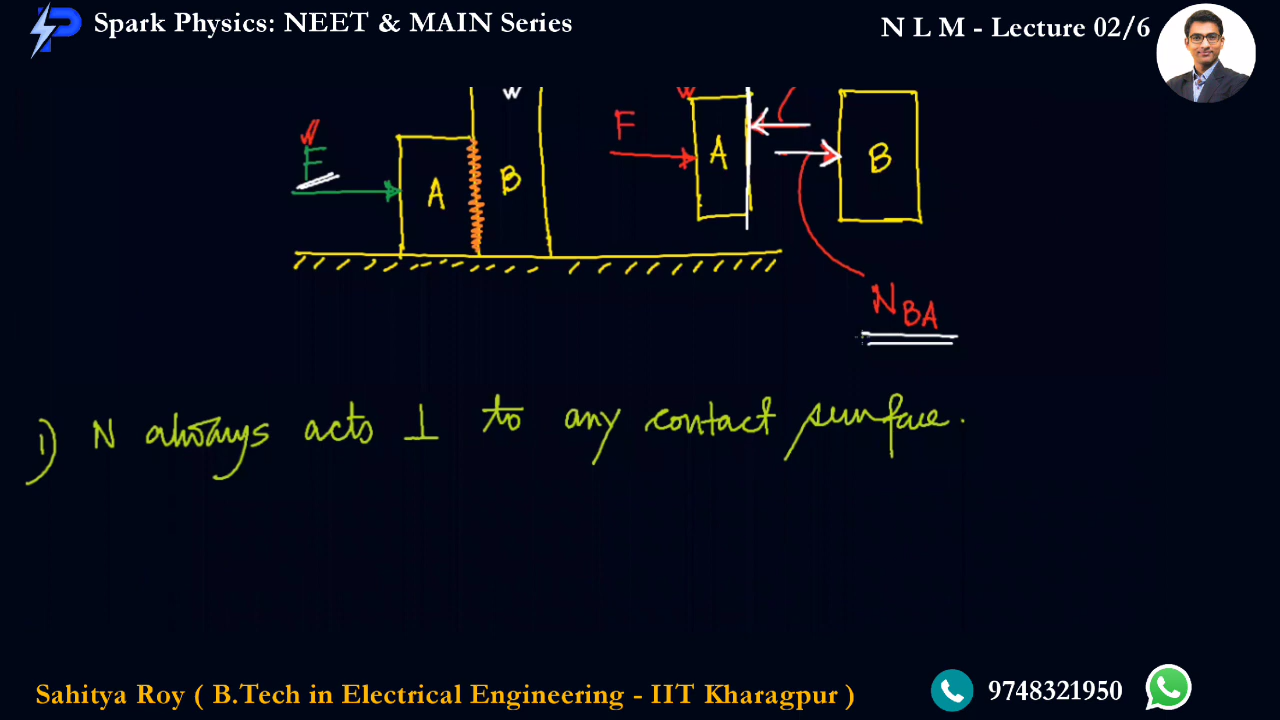 Spark Physics: NEET & MAIN Series
N L M - Lecture 02/6
W
F
A
B
F
A
B
N_BA
1) N always acts ⊥ to any contact surface.
Sahitya Roy ( B.Tech in Electrical Engineering - IIT Kharagpur )
9748321950